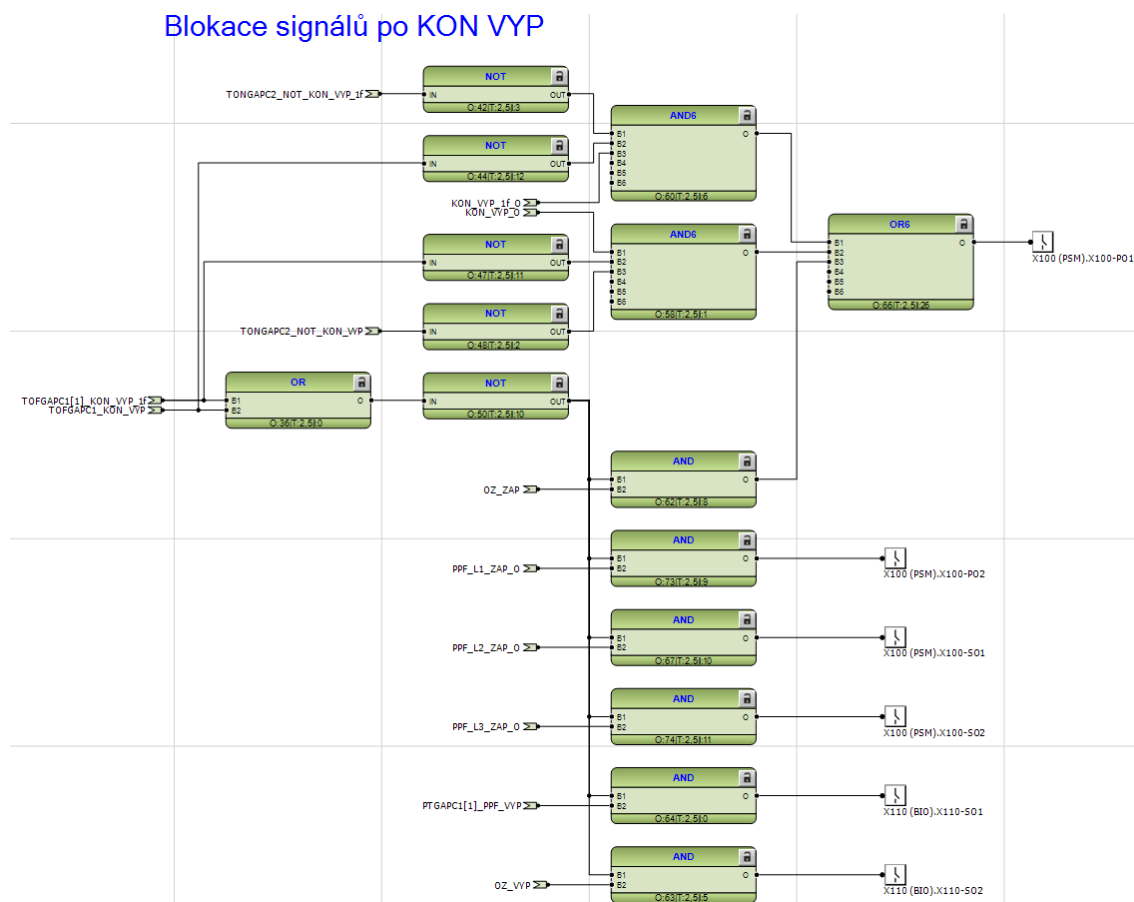 Blokace signálů po KON VYP
NOT
TONGAPC2_NOT_KON_VYP_1f
IN
OUT
O:42|T:2,5|I:3
AND6
B1
O
B2
B3
B4
B5
B6
O:60|T:2,5|I:6
NOT
IN
OUT
O:44|T:2,5|I:12
KON_VYP_1f_O
KON_VYP_O
AND6
B1
O
B2
B3
B4
B5
B6
O:58|T:2,5|I:1
OR6
B1
O
B2
B3
B4
B5
B6
O:66|T:2,5|I:26
X100 (PSM).X100-PO1
NOT
IN
OUT
O:47|T:2,5|I:11
NOT
TONGAPC2_NOT_KON_VYP
IN
OUT
O:48|T:2,5|I:2
OR
TOFGAPC1[1]_KON_VYP_1f
TOFGAPC1_KON_VYP
B1
O
B2
O:36|T:2,5|I:0
NOT
IN
OUT
O:50|T:2,5|I:10
AND
OZ_ZAP
B1
O
B2
O:62|T:2,5|I:8
AND
PPF_L1_ZAP_O
B1
O
B2
O:73|T:2,5|I:9
X100 (PSM).X100-PO2
AND
PPF_L2_ZAP_O
B1
O
B2
O:67|T:2,5|I:10
X100 (PSM).X100-SO1
AND
PPF_L3_ZAP_O
B1
O
B2
O:74|T:2,5|I:11
X100 (PSM).X100-SO2
AND
PTGAPC1[1]_PPF_VYP
B1
O
B2
O:64|T:2,5|I:0
X110 (BIO).X110-SO1
AND
OZ_VYP
B1
O
B2
O:63|T:2,5|I:5
X110 (BIO).X110-SO2